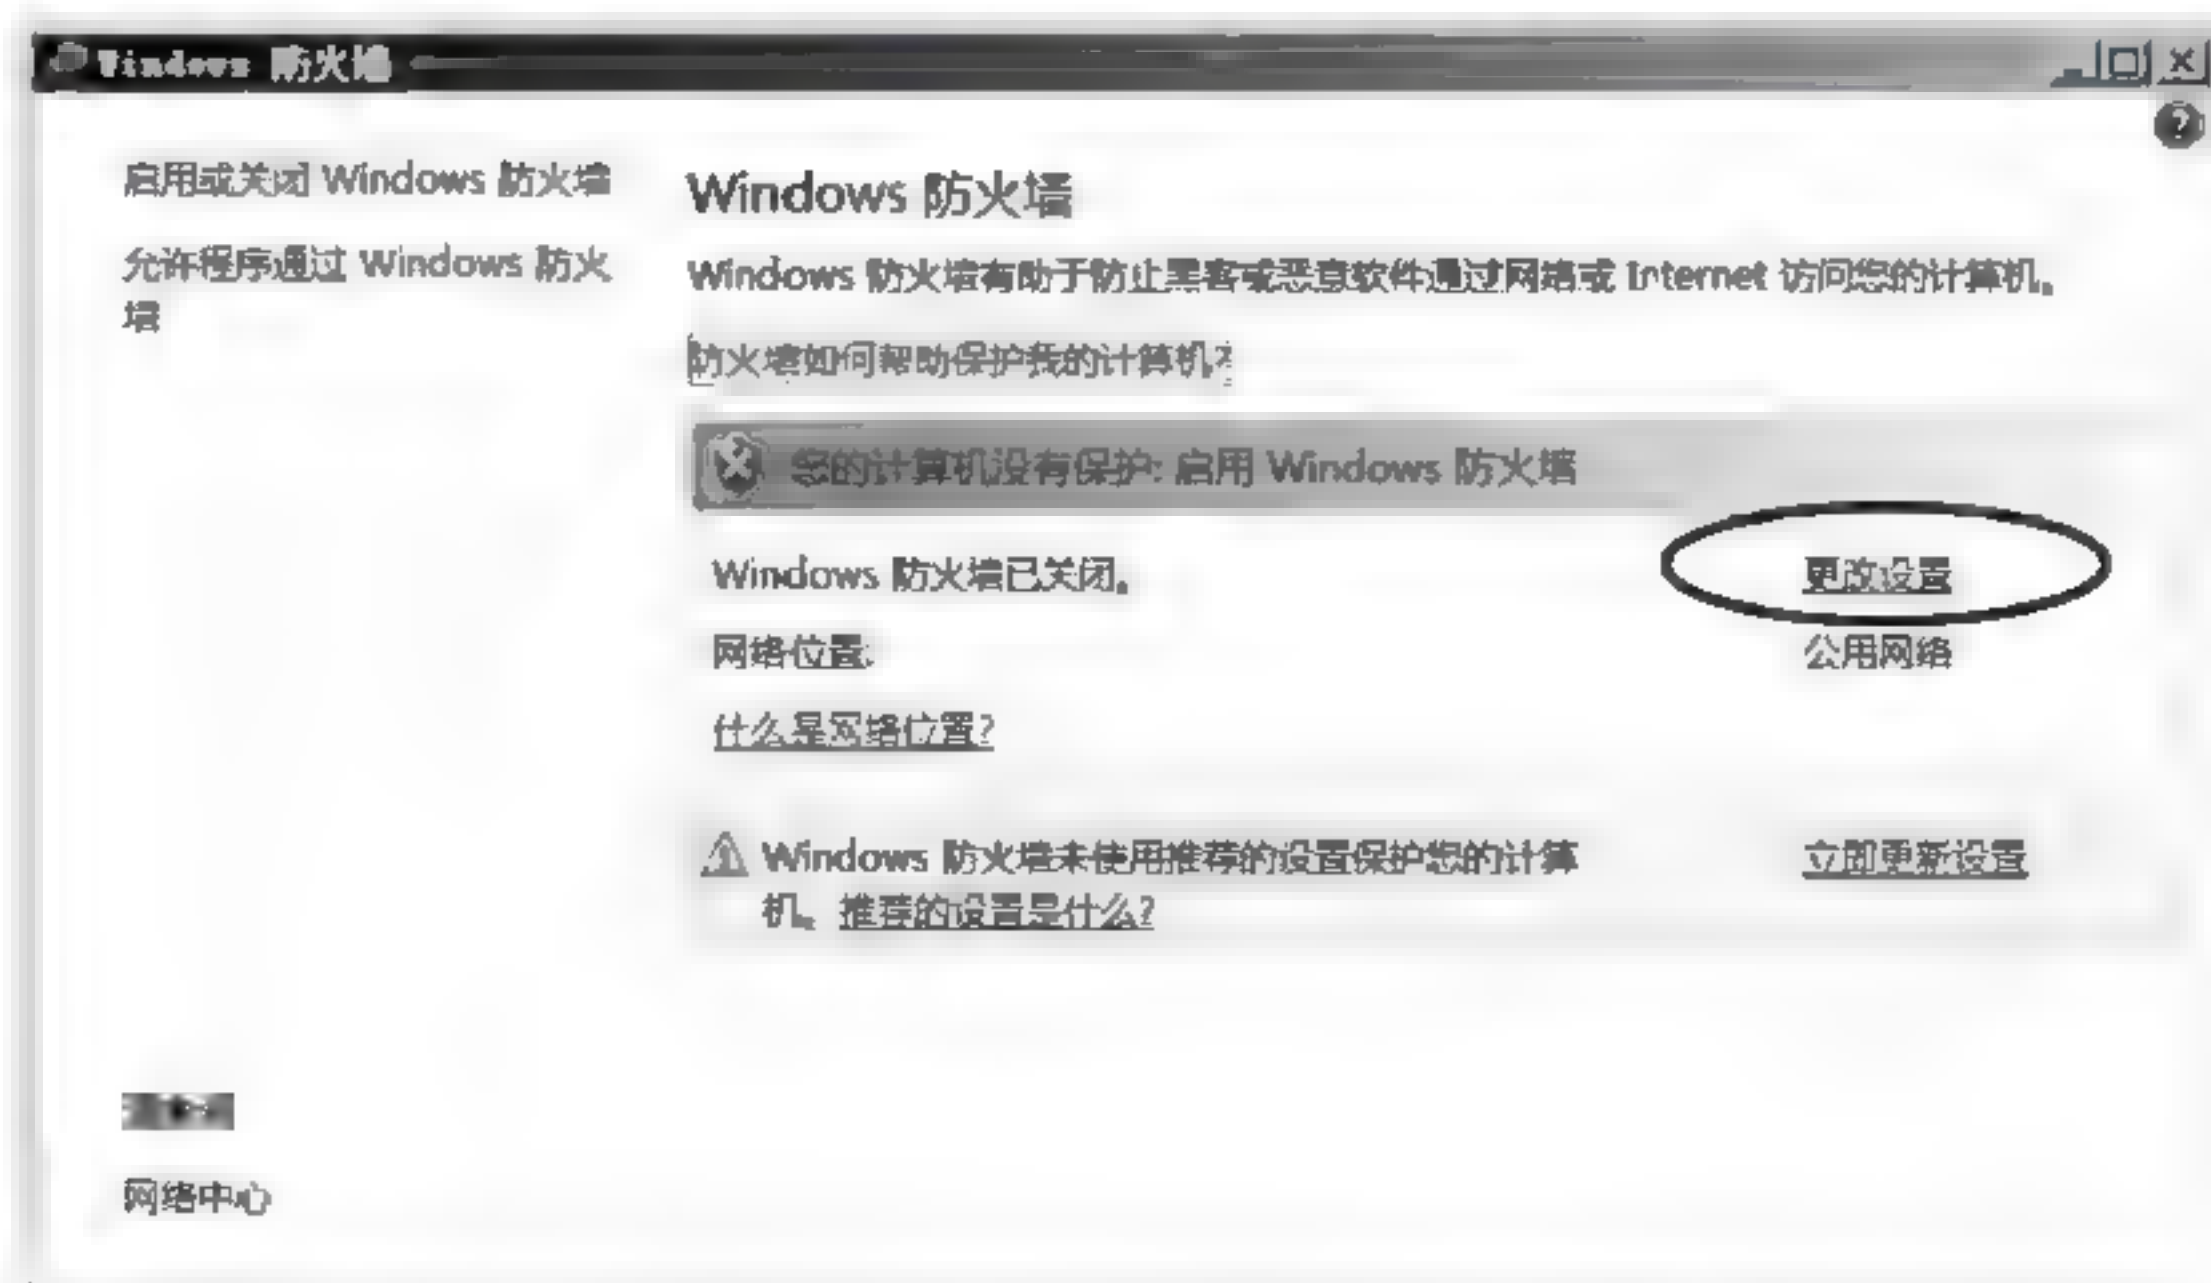 Windows 防火墙
启用或关闭 Windows 防火墙
允许程序通过 Windows 防火
墙
Windows 防火墙
Windows 防火墙有助于防止黑客或恶意软件通过网络或 Internet 访问您的计算机。
防火墙如何帮助保护我的计算机?
您的计算机没有保护: 启用 Windows 防火墙
Windows 防火墙已关闭。
更改设置
网络位置:
公用网络
什么是网络位置?
Windows 防火墙未使用推荐的设置保护您的计算
机。推荐的设置是什么?
立即更新设置
网络中心